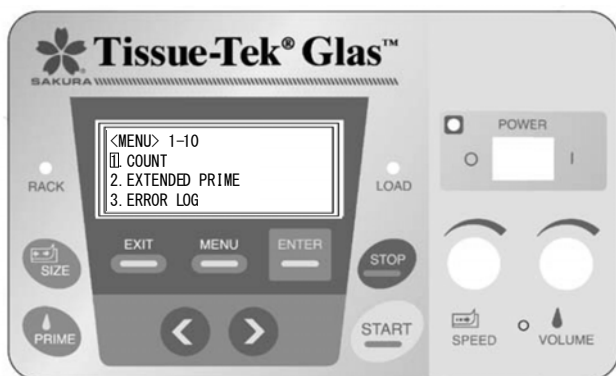 Tissue-Tek® Glas™
SAKURA
<MENU> 1-10
1. COUNT
2. EXTENDED PRIME
3. ERROR LOG
RACK
LOAD
EXIT MENU ENTER
SIZE
STOP
PRIME
START
POWER
O I
SPEED
VOLUME